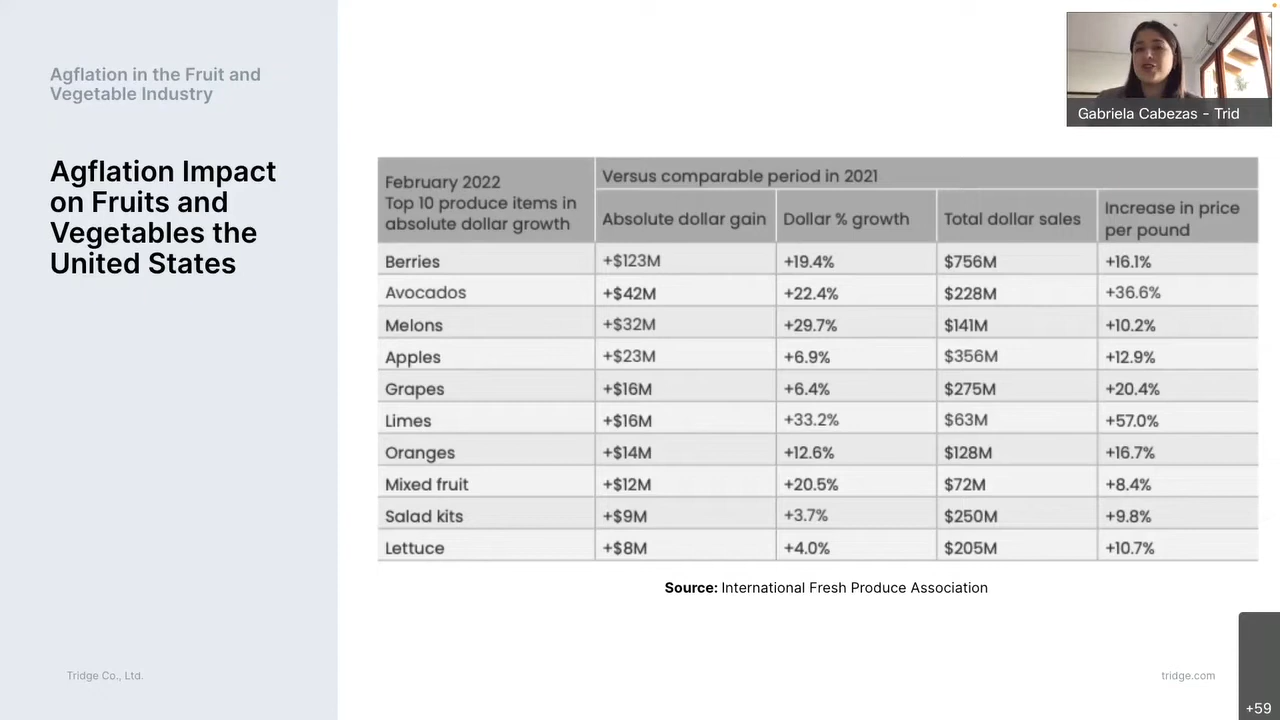 Agflation in the Fruit and
Vegetable Industry
Agflation Impact
on Fruits and
Vegetables the
United States
Gabriela Cabezas - Trid
February 2022
Top 10 produce items in
absolute dollar growth
Versus comparable period in 2021
Absolute dollar gain Dollar % growth Total dollar sales Increase in price
per pound
Berries +$123M +19.4% $756M +16.1%
Avocados +$42M +22.4% $228M +36.6%
Melons +$32M +29.7% $141M +10.2%
Apples +$23M +6.9% $356M +12.9%
Grapes +$16M +6.4% $275M +20.4%
Limes +$16M +33.2% $63M +57.0%
Oranges +$14M +12.6% $128M +16.7%
Mixed fruit +$12M +20.5% $72M +8.4%
Salad kits +$9M +3.7% $250M +9.8%
Lettuce +$8M +4.0% $205M +10.7%
Source: International Fresh Produce Association
Tridge Co., Ltd.
tridge.com
+59